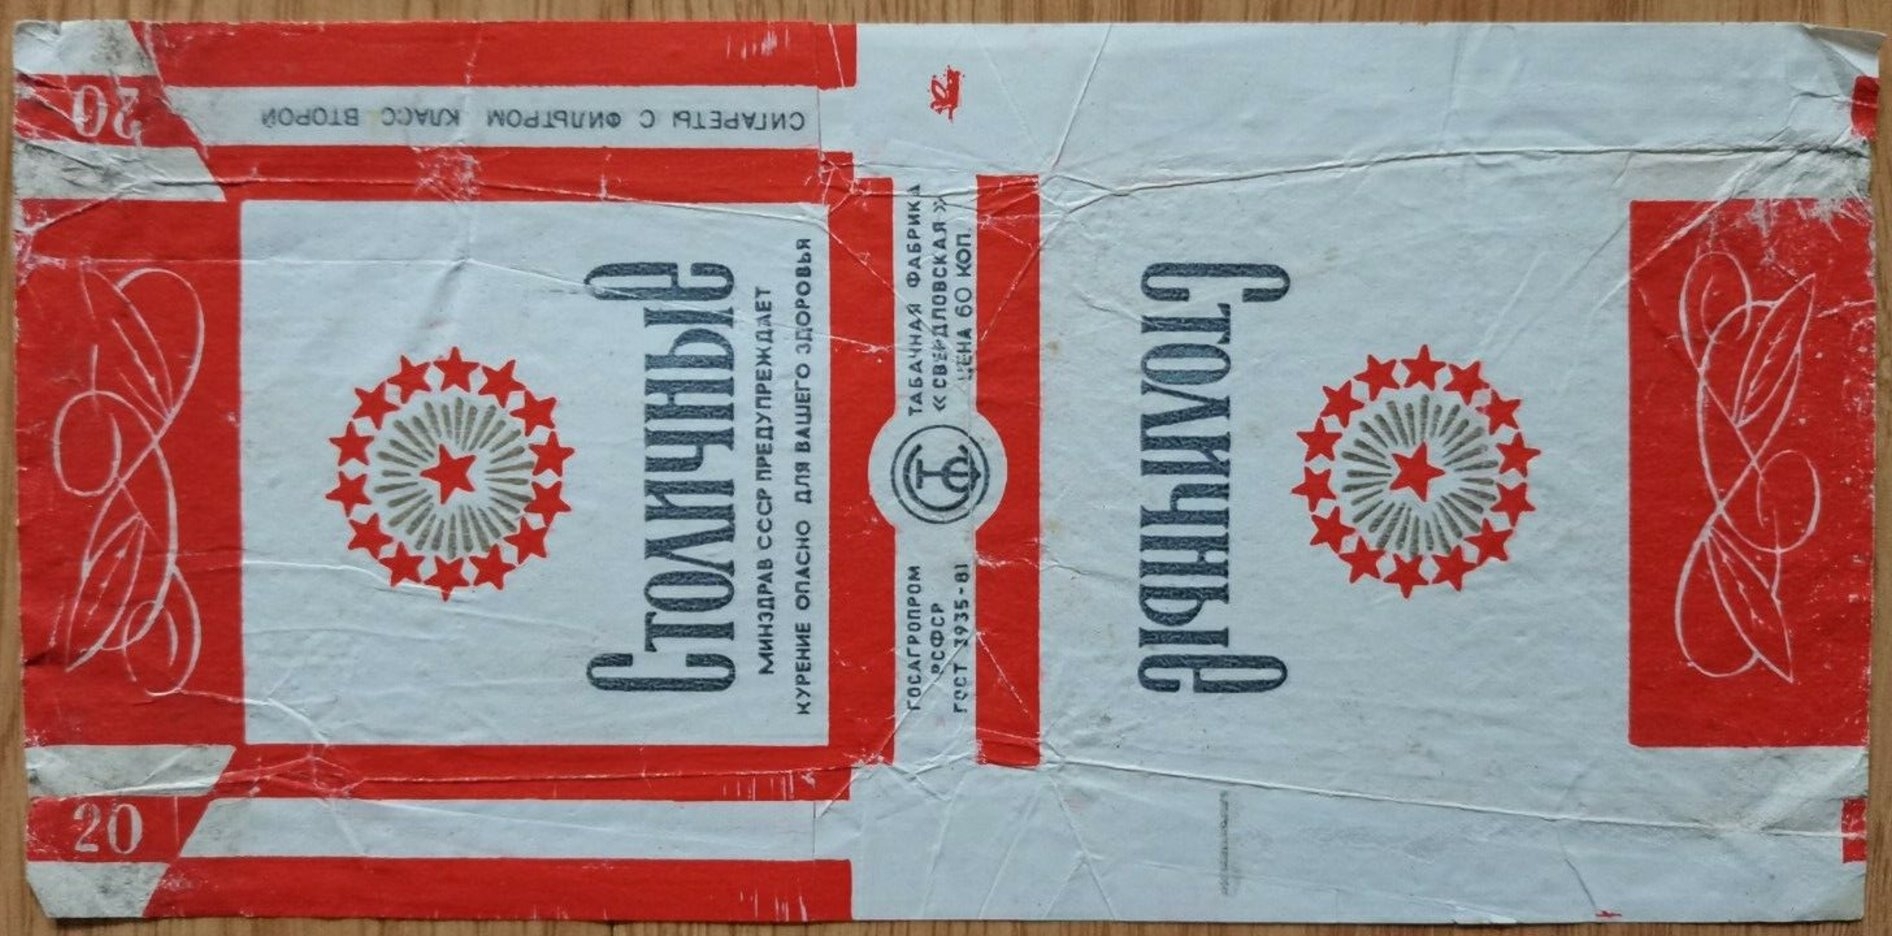 20
СИГАРЕТЫ С ФИЛЬТРОМ КЛАСС ВТОРОЙ
СТОЛИЧНЫЕ
МИНЗДРАВ СССР ПРЕДУПРЕЖДАЕТ
КУРЕНИЕ ОПАСНО ДЛЯ ВАШЕГО ЗДОРОВЬЯ
20
ГОСАГРОПРОМ
РСФСР
ГОСТ 3935-81
ТАБАЧНАЯ ФАБРИКА
«СВЕРДЛОВСКАЯ»
ЦЕНА 60 КОП.
СТОЛИЧНЫЕ